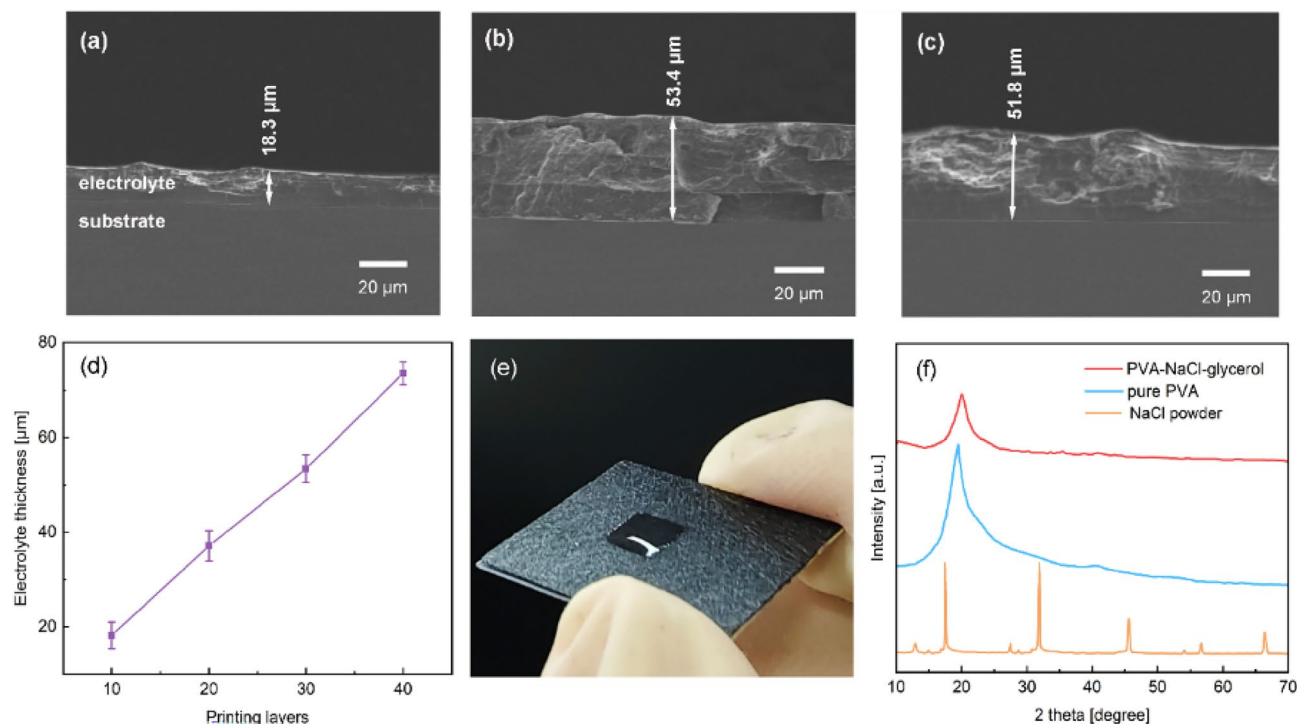 (a)
18.3 µm
electrolyte
substrate
20 µm
(b)
53.4 µm
20 µm
(c)
51.8 µm
20 µm
(d)
Electrolyte thickness [µm]
80
60
40
20
10 20 30 40
Printing layers
(e)
(f)
PVA-NaCl-glycerol
pure PVA
NaCl powder
Intensity [a.u.]
10 20 30 40 50 60 70
2 theta [degree]